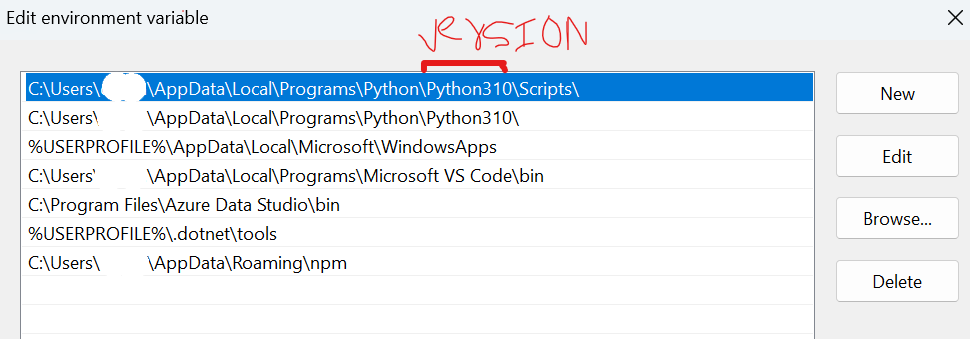 Edit environment variable
VERSION
C:\Users\ \AppData\Local\Programs\Python\Python310\Scripts\
C:\Users\ \AppData\Local\Programs\Python\Python310\
%USERPROFILE%\AppData\Local\Microsoft\WindowsApps
C:\Users\ \AppData\Local\Programs\Microsoft VS Code\bin
C:\Program Files\Azure Data Studio\bin
%USERPROFILE%\.dotnet\tools
C:\Users\ \AppData\Roaming\npm
New
Edit
Browse...
Delete